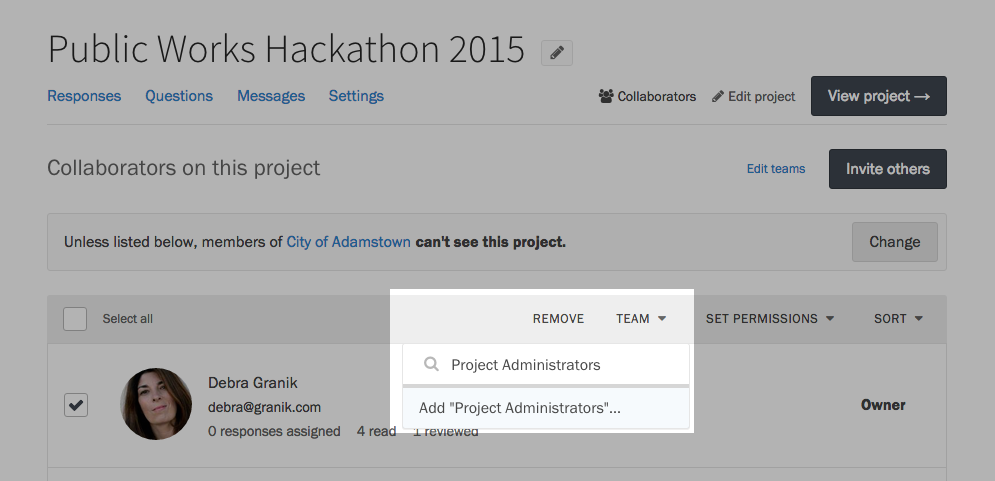 Public Works Hackathon 2015
Responses Questions Messages Settings Collaborators Edit project View project →
Collaborators on this project Edit teams Invite others
Unless listed below, members of City of Adamstown can't see this project. Change
Select all REMOVE TEAM SET PERMISSIONS SORT
Project Administrators
Debra Granik
debra@granik.com Add "Project Administrators"... Owner
0 responses assigned 4 read 1 reviewed